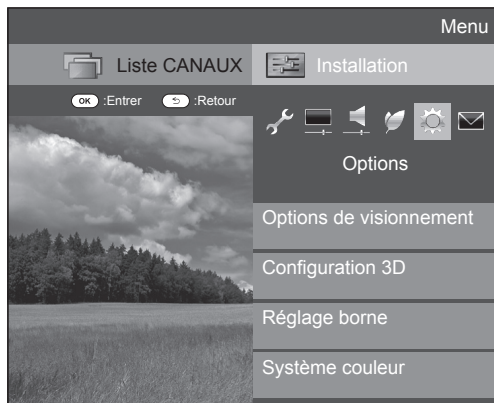 Menu
Liste CANAUX
Installation
OK :Entrer :Retour
Options
Options de visionnement
Configuration 3D
Réglage borne
Système couleur